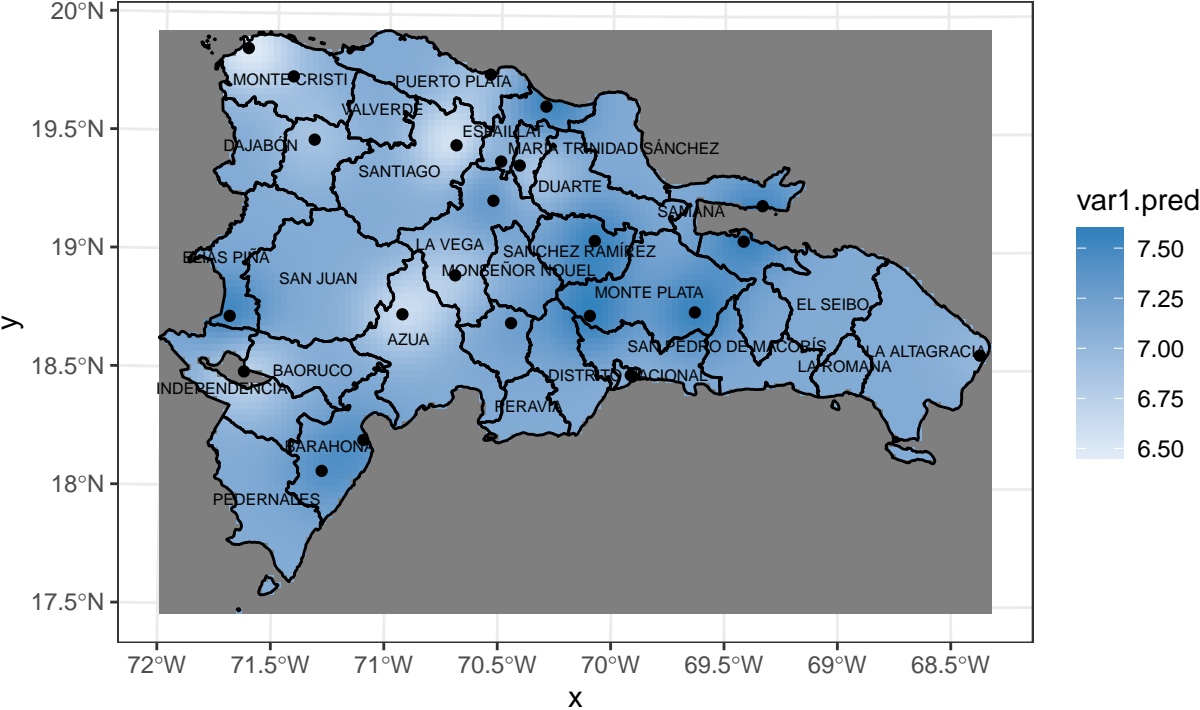 20°N
19.5°N
19°N
18.5°N
18°N
17.5°N
y
MONTE CRISTI
PUERTO PLATA
VALVERDE
ESPAILLAT
DAJABÓN
MARÍA TRINIDAD SÁNCHEZ
SANTIAGO
DUARTE
SAMANÁ
LA VEGA
SANCHEZ RAMÍREZ
ELÍAS PIÑA
MONSEÑOR NOUEL
SAN JUAN
MONTE PLATA
EL SEIBO
AZUA
SAN PEDRO DE MACORÍS
LA ALTAGRACIA
LA ROMANA
BAORUCO
DISTRITO NACIONAL
INDEPENDENCIA
PERAVIA
BARAHONA
PEDERNALES
72°W
71.5°W
71°W
70.5°W
70°W
69.5°W
69°W
68.5°W
x
var1.pred
7.50
7.25
7.00
6.75
6.50